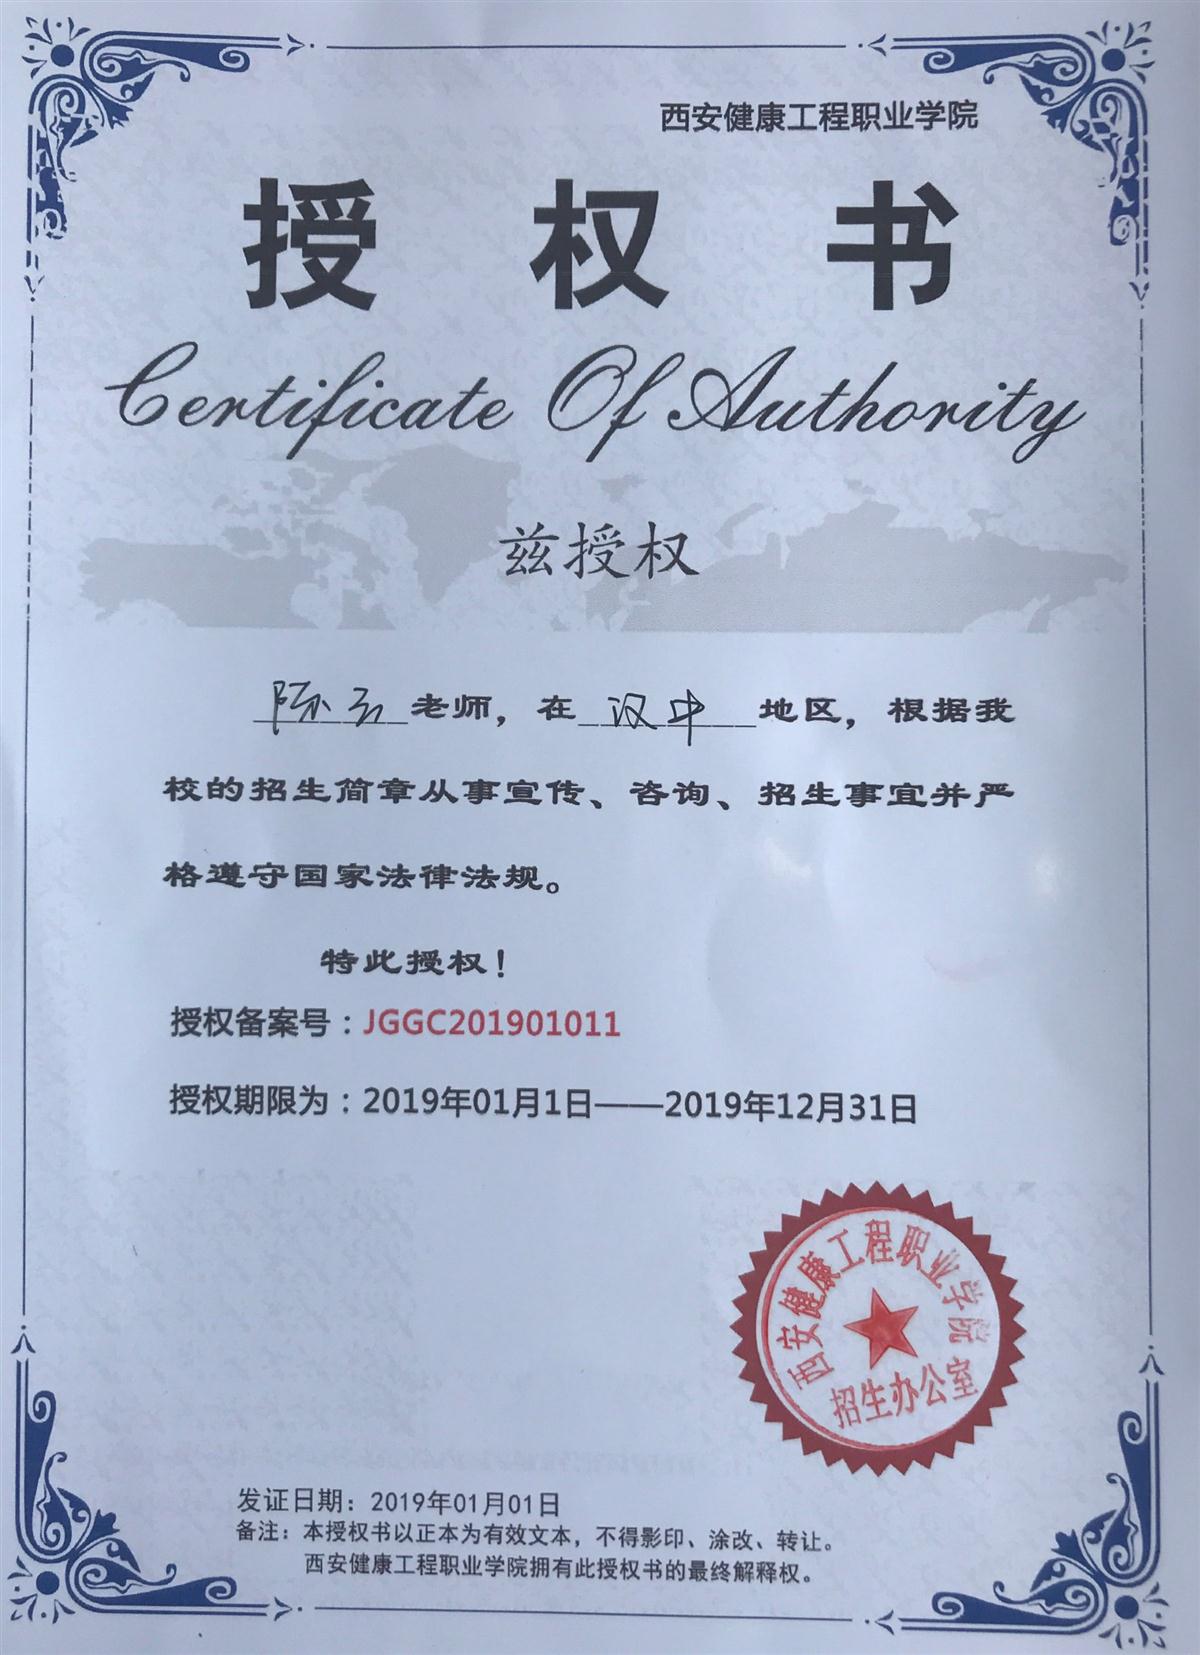 西安健康工程职业学院
授权书
Certificate Of Authority
兹授权
陈云老师，在汉中地区，根据我
校的招生简章从事宣传、咨询、招生事宜并严
格遵守国家法律法规。
特此授权！
授权备案号：JGGC201901011
授权期限为：2019年01月1日——2019年12月31日
西安健康工程职业学院
招生办公室
发证日期：2019年01月01日
备注：本授权书以正本为有效文本，不得影印、涂改、转让。
西安健康工程职业学院拥有此授权书的最终解释权。